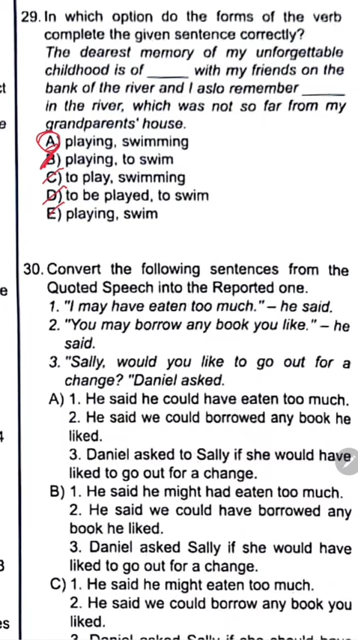 29. In which option do the forms of the verb
complete the given sentence correctly?
The dearest memory of my unforgettable
childhood is of _____ with my friends on the
bank of the river and I aslo remember _____
in the river, which was not so far from my
grandparents' house.
A) playing, swimming
B) playing, to swim
C) to play, swimming
D) to be played, to swim
E) playing, swim
30. Convert the following sentences from the
Quoted Speech into the Reported one.
1. "I may have eaten too much." – he said.
2. "You may borrow any book you like." – he
said.
3. "Sally, would you like to go out for a
change? "Daniel asked.
A) 1. He said he could have eaten too much.
2. He said we could borrowed any book he
liked.
3. Daniel asked to Sally if she would have
liked to go out for a change.
B) 1. He said he might had eaten too much.
2. He said we could have borrowed any
book he liked.
3. Daniel asked Sally if she would have
liked to go out for a change.
C) 1. He said he might eaten too much.
2. He said we could borrow any book you
liked.
3. Daniel asked Sally if she should have